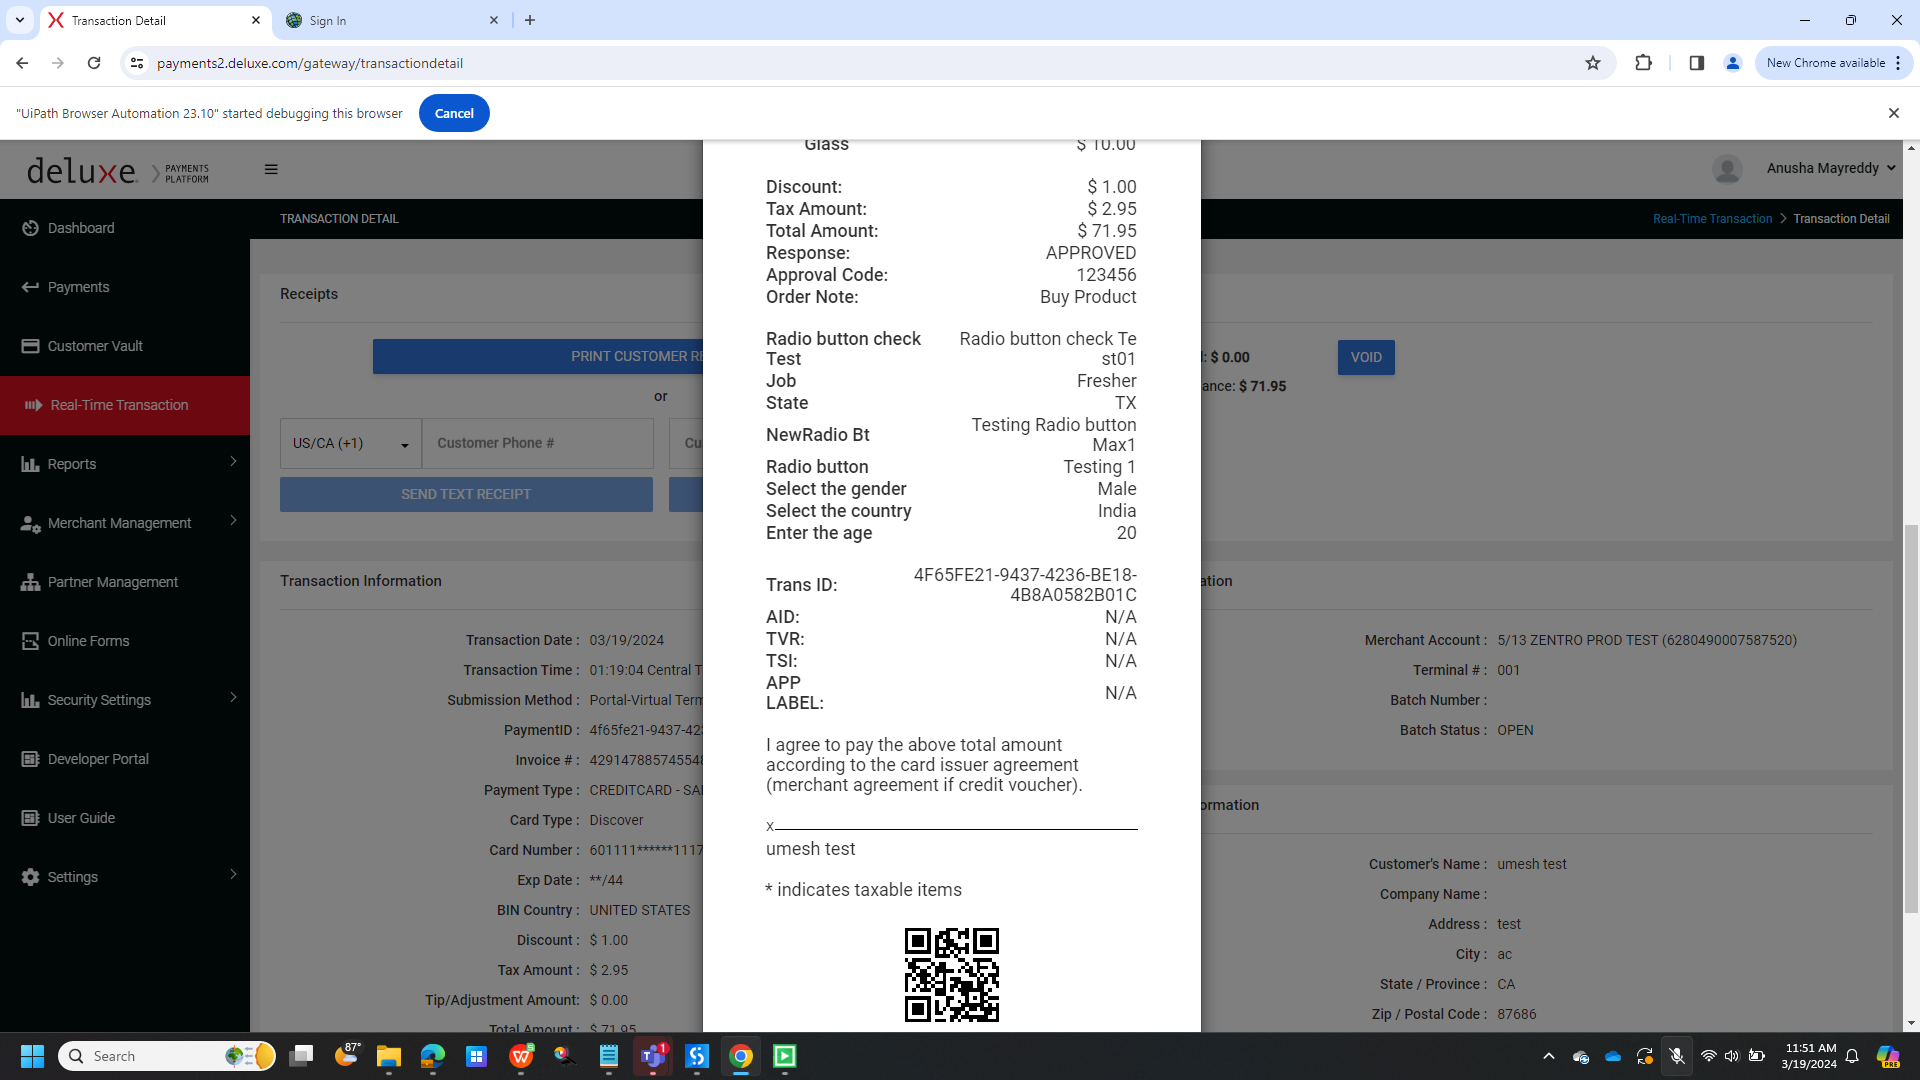 Transaction Detail
Sign In
payments2.deluxe.com/gateway/transactiondetail
New Chrome available
"UiPath Browser Automation 23.10" started debugging this browser
Cancel
deluxe. PAYMENTS PLATFORM
Anusha Mayreddy
Dashboard
Payments
Customer Vault
Real-Time Transaction
Reports
Merchant Management
Partner Management
Online Forms
Security Settings
Developer Portal
User Guide
Settings
TRANSACTION DETAIL
Real-Time Transaction > Transaction Detail
Receipts
PRINT CUSTOMER RE
or
US/CA (+1)
Customer Phone #
Cu
SEND TEXT RECEIPT
: $ 0.00
VOID
ance: $ 71.95
Transaction Information
Transaction Date : 03/19/2024
Transaction Time : 01:19:04 Central T
Submission Method : Portal-Virtual Term
PaymentID : 4f65fe21-9437-423
Invoice # : 429147885745548
Payment Type : CREDITCARD - SA
Card Type : Discover
Card Number : 601111******1117
Exp Date : **/44
BIN Country : UNITED STATES
Discount : $ 1.00
Tax Amount : $ 2.95
Tip/Adjustment Amount: $ 0.00
Total Amount : $ 71.95
Glass $ 10.00
Discount: $ 1.00
Tax Amount: $ 2.95
Total Amount: $ 71.95
Response: APPROVED
Approval Code: 123456
Order Note: Buy Product
Radio button check Radio button check Te
Test st01
Job Fresher
State TX
NewRadio Bt Testing Radio button
Max1
Radio button Testing 1
Select the gender Male
Select the country India
Enter the age 20
Trans ID: 4F65FE21-9437-4236-BE18-
4B8A0582B01C
AID: N/A
TVR: N/A
TSI: N/A
APP
LABEL: N/A
I agree to pay the above total amount
according to the card issuer agreement
(merchant agreement if credit voucher).
x
umesh test
* indicates taxable items
ation
Merchant Account : 5/13 ZENTRO PROD TEST (6280490007587520)
Terminal # : 001
Batch Number :
Batch Status : OPEN
ormation
Customer's Name : umesh test
Company Name :
Address : test
City : ac
State / Province : CA
Zip / Postal Code : 87686
Search
87°
1
11:51 AM
3/19/2024
PRE